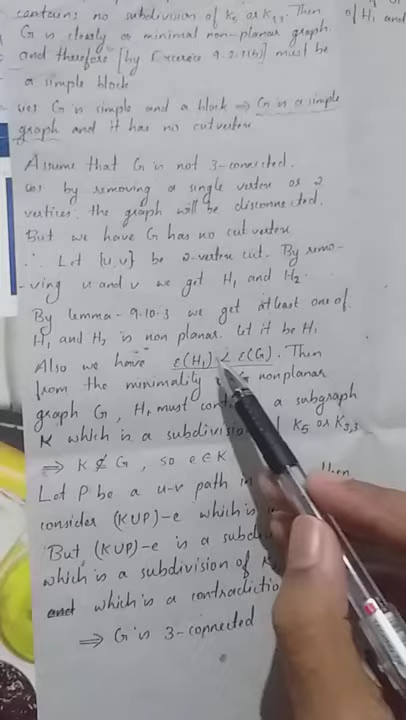 contains no subdivision of K5 or K3,3. Then
of H1 and
G is clearly a minimal non-planar graph.
and therefore [by Exercise 9.2.1(b)] must be
a simple block
G is simple and a block ⇒ G is a simple
graph and it has no cut vertex
Assume that G is not 3-connected.
by removing a single vertex or 2
vertices, the graph will be disconnected.
But we have G has no cut vertex
∴ Let {u,v} be 2-vertex cut. By remo-
-ving u and v we get H1 and H2.
By lemma-9.10.3 we get atleast one of
H1 and H2 is non planar. Let it be H1
Also we have ε(H1) < ε(G). Then
from the minimality nonplanar
graph G, H1 must a subgraph
K which is a subdivision K5 or K3,3
⇒ K ⊄ G, so e ∈ K
Let P be a u-v path in then
consider (K∪P)-e which is
But (K∪P)-e is a
which is a subdivision of
which is a contradiction
⇒ G is 3-connected